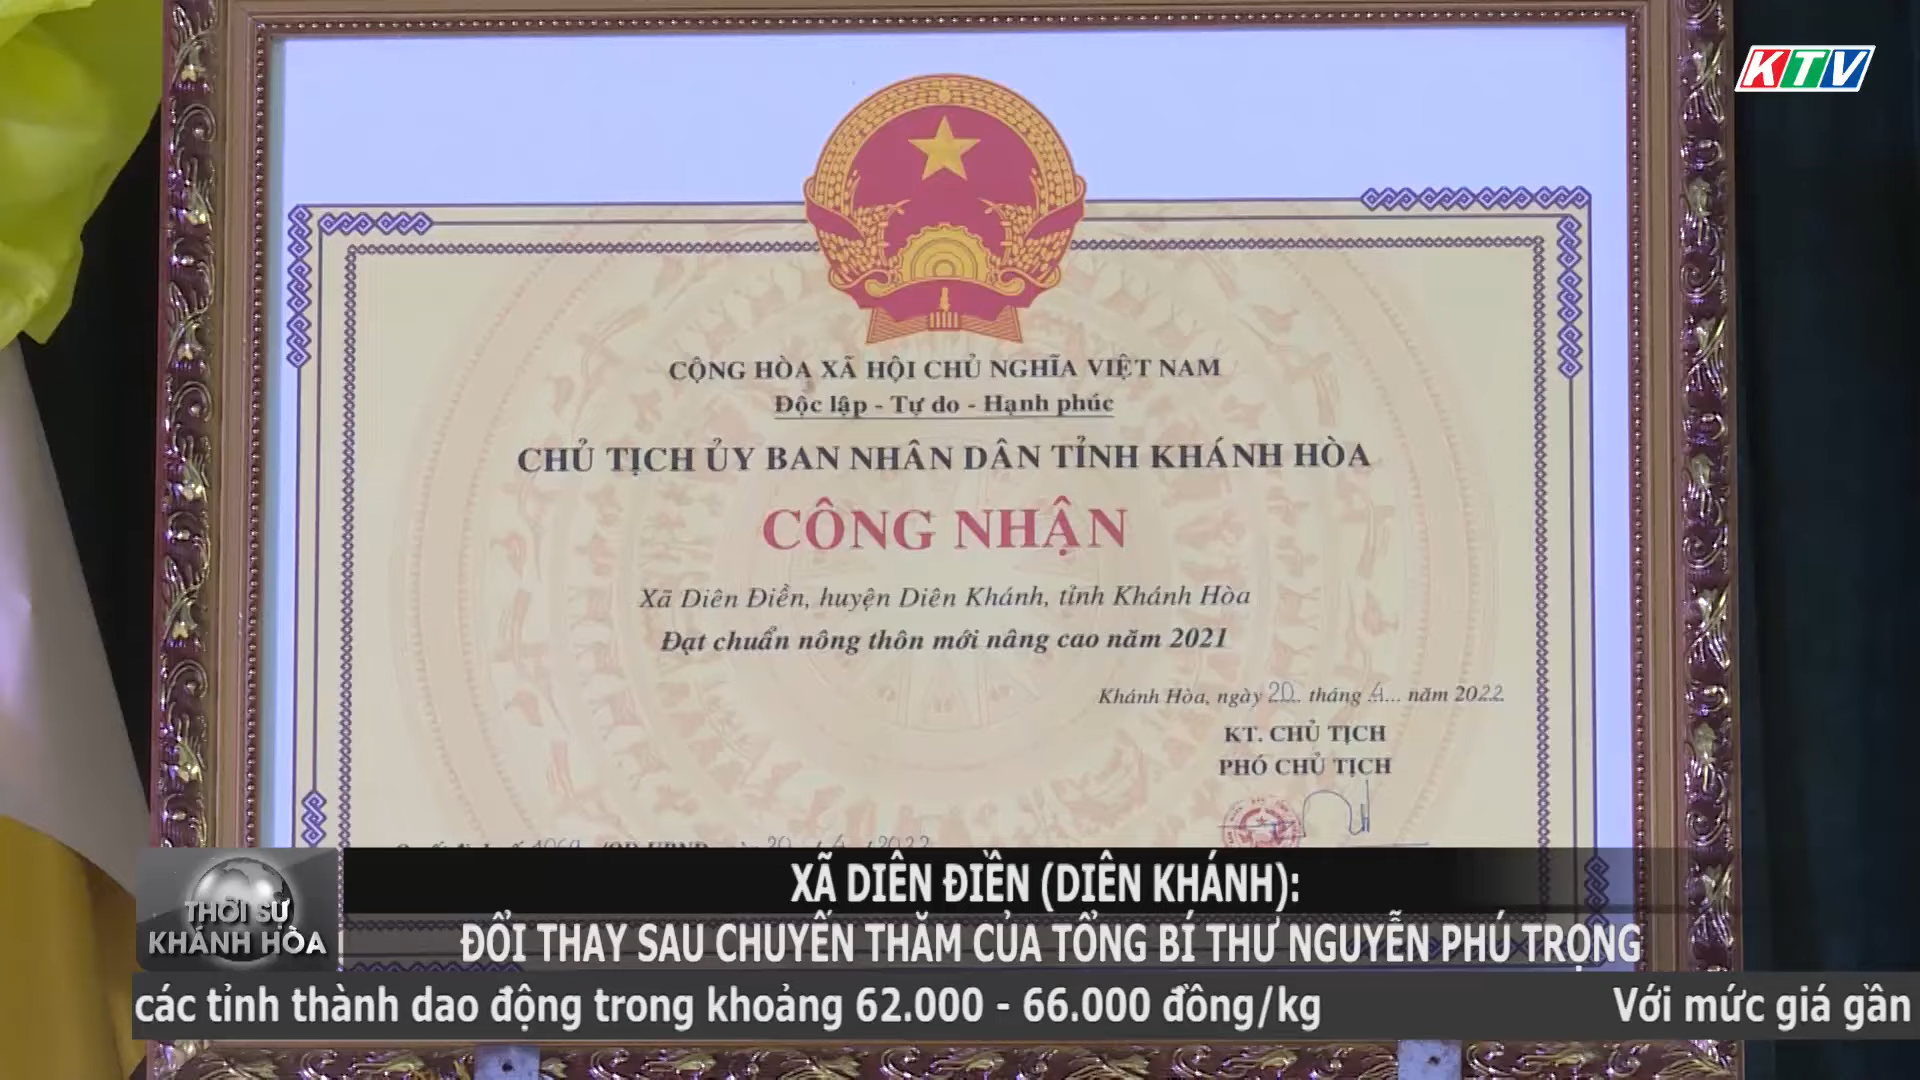 KTV
CỘNG HÒA XÃ HỘI CHỦ NGHĨA VIỆT NAM
Độc lập - Tự do - Hạnh phúc
CHỦ TỊCH ỦY BAN NHÂN DÂN TỈNH KHÁNH HÒA
CÔNG NHẬN
Xã Diên Điền, huyện Diên Khánh, tỉnh Khánh Hòa
Đạt chuẩn nông thôn mới nâng cao năm 2021
Khánh Hòa, ngày 20 tháng 4 năm 2022
KT. CHỦ TỊCH
PHÓ CHỦ TỊCH
XÃ DIÊN ĐIỀN (DIÊN KHÁNH):
THỜI SỰ
KHÁNH HÒA
ĐỔI THAY SAU CHUYẾN THĂM CỦA TỔNG BÍ THƯ NGUYỄN PHÚ TRỌNG
các tỉnh thành dao động trong khoảng 62.000 - 66.000 đồng/kg Với mức giá gần